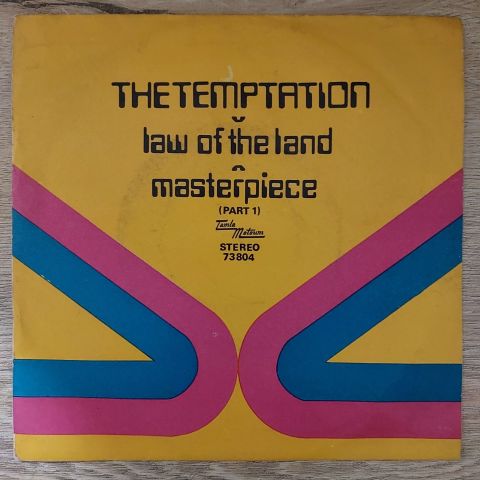 THE TEMPTATION
law of the land
masterpiece
(PART 1)
Tamla
Motown
STEREO
73804